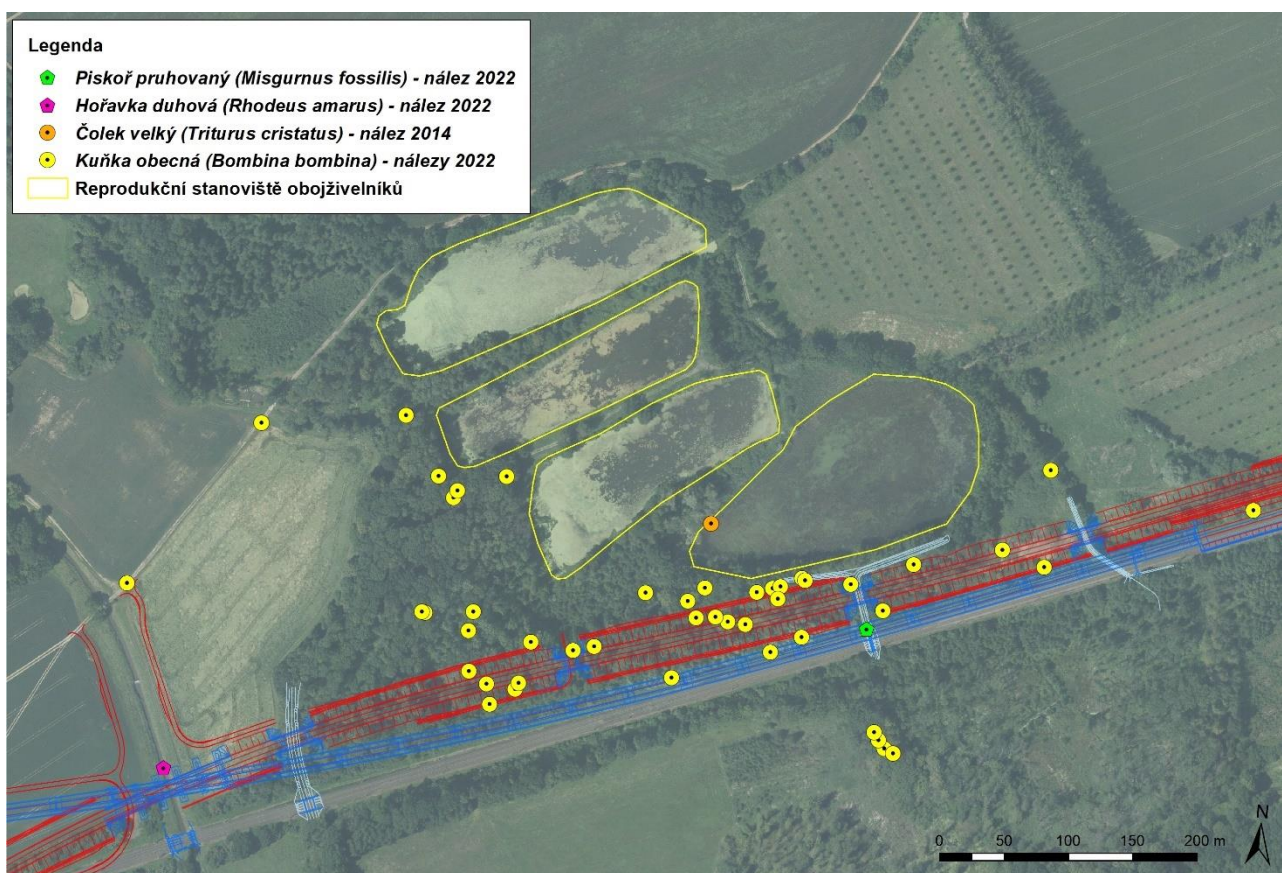 Legenda
Piskoř pruhovaný (Misgurnus fossilis) - nález 2022
Hořavka duhová (Rhodeus amarus) - nález 2022
Čolek velký (Triturus cristatus) - nález 2014
Kuňka obecná (Bombina bombina) - nálezy 2022
Reprodukční stanoviště obojživelníků
0 50 100 150 200 m
N